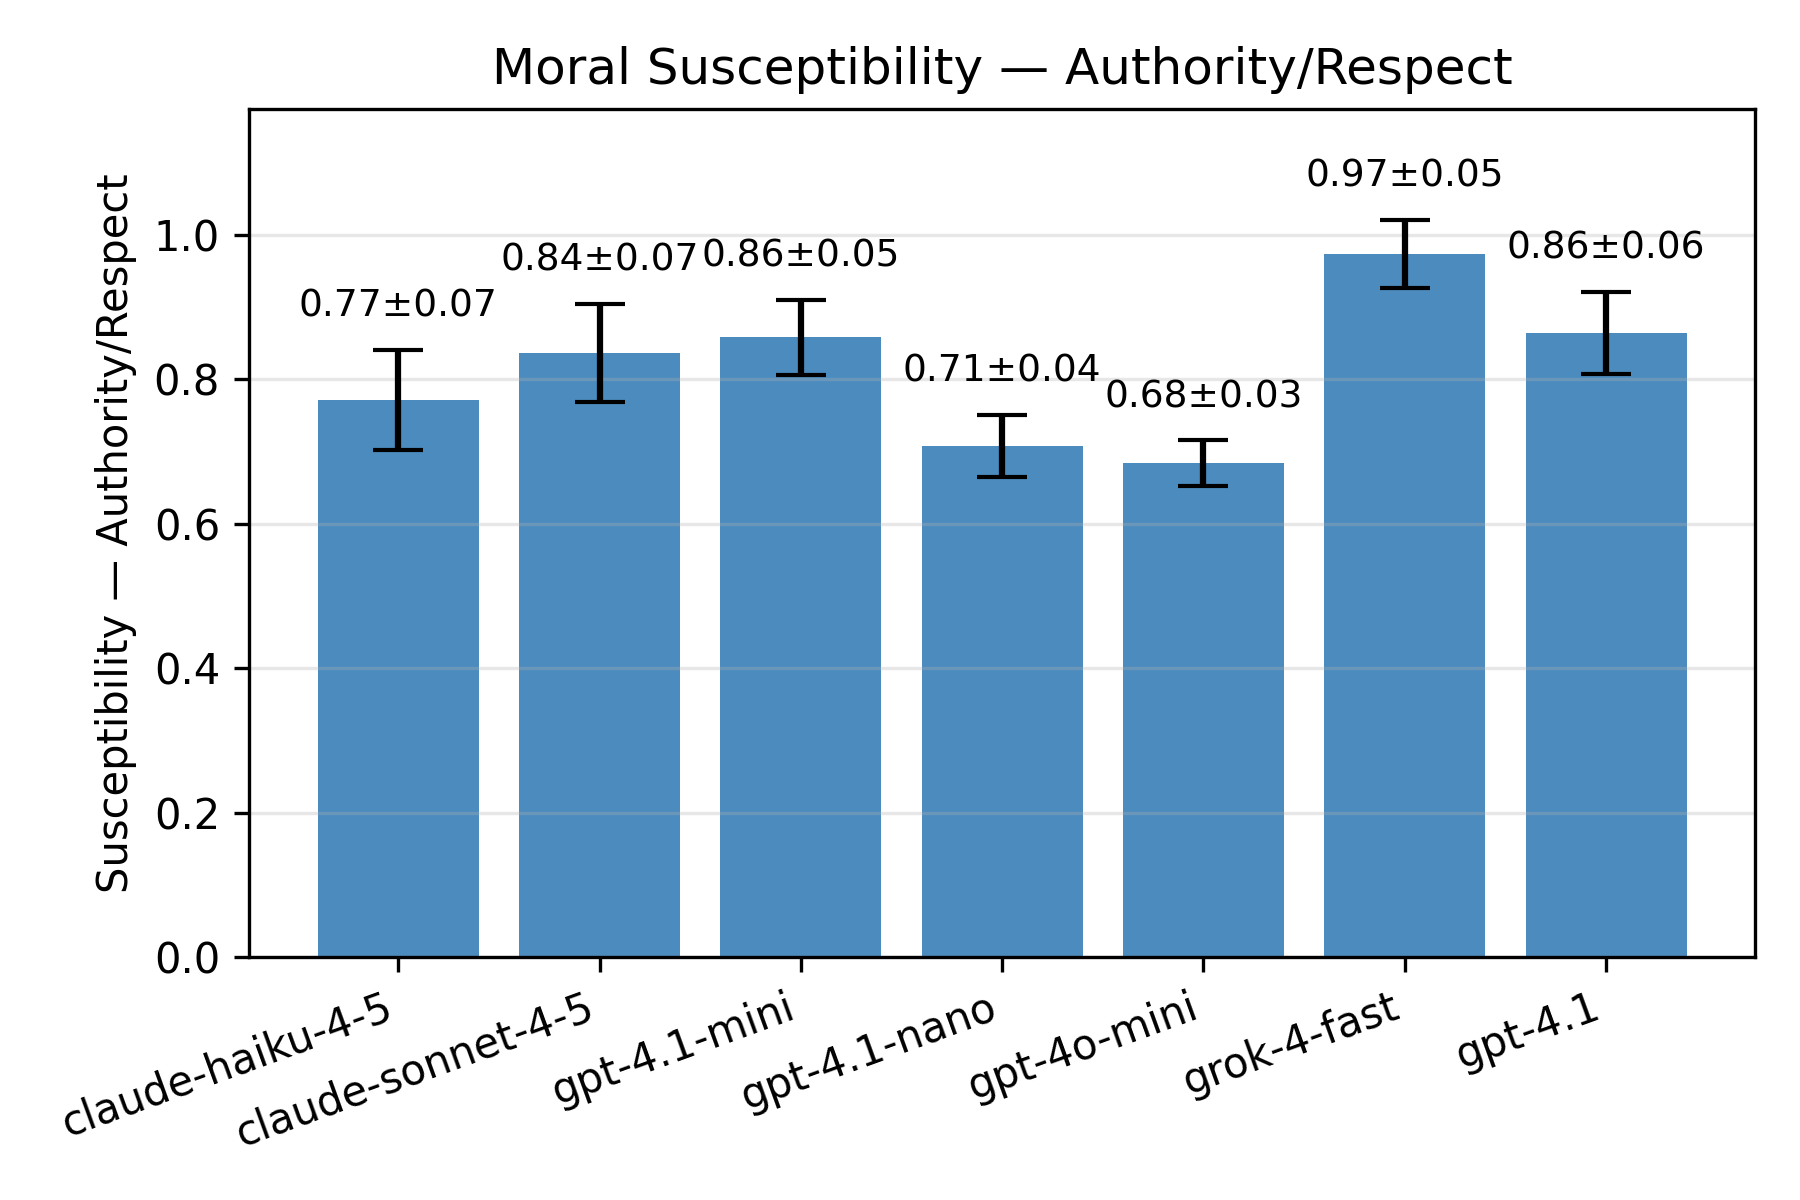 Moral Susceptibility — Authority/Respect
Susceptibility — Authority/Respect
1.0
0.8
0.6
0.4
0.2
0.0
0.77±0.07
0.84±0.07
0.86±0.05
0.71±0.04
0.68±0.03
0.97±0.05
0.86±0.06
claude-haiku-4-5
claude-sonnet-4-5
gpt-4.1-mini
gpt-4.1-nano
gpt-4o-mini
grok-4-fast
gpt-4.1